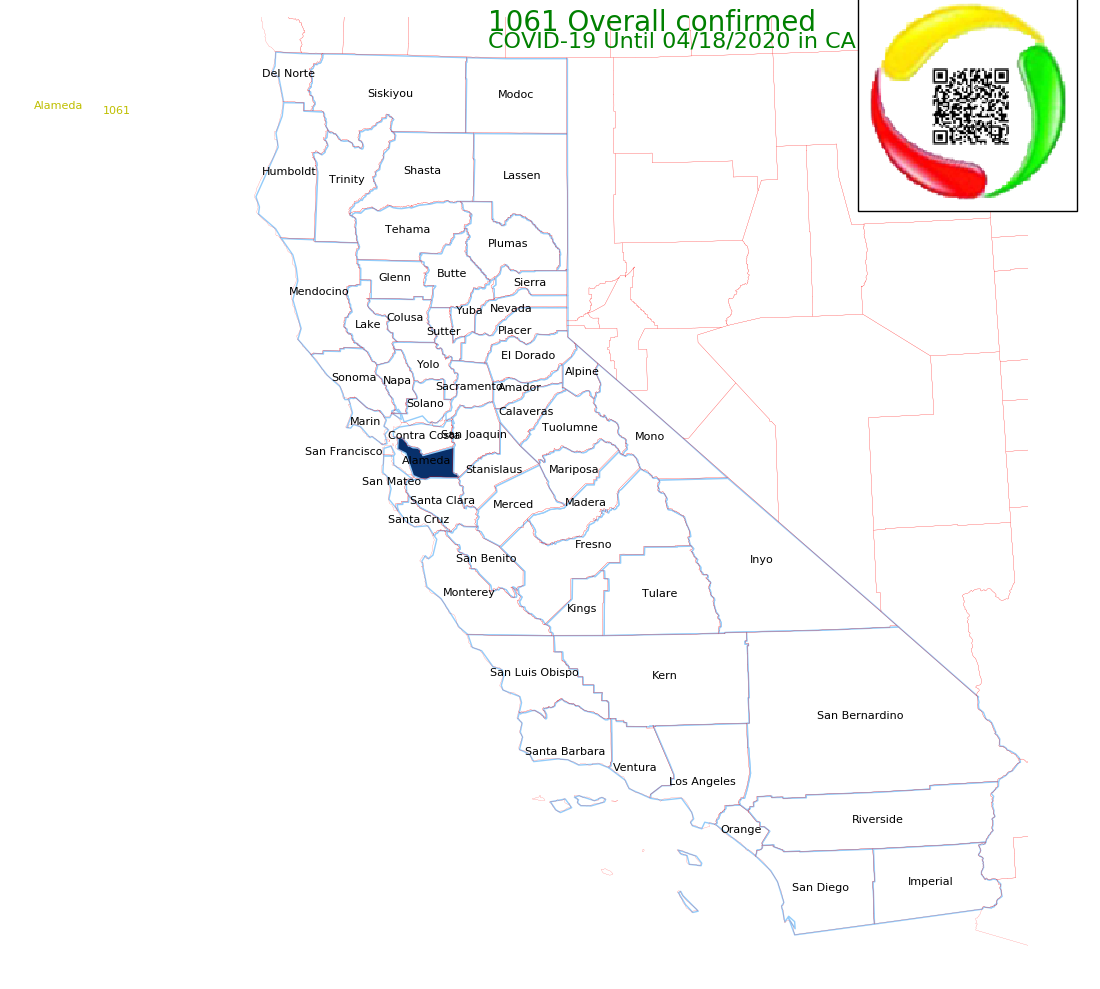 1061 Overall confirmed
COVID-19 Until 04/18/2020 in CA
Del Norte
Siskiyou
Modoc
Alameda 1061
Humboldt
Trinity
Shasta
Lassen
Tehama
Plumas
Glenn
Butte
Sierra
Mendocino
Lake
Colusa
Sutter
Yuba
Nevada
Placer
El Dorado
Sonoma
Napa
Yolo
Sacramento
Amador
Alpine
Solano
Calaveras
Marin
Contra Costa
San Joaquin
Tuolumne
Mono
San Francisco
Alameda
Stanislaus
Mariposa
San Mateo
Santa Clara
Merced
Madera
Santa Cruz
Fresno
San Benito
Inyo
Monterey
Kings
Tulare
San Luis Obispo
Kern
San Bernardino
Santa Barbara
Ventura
Los Angeles
Orange
Riverside
San Diego
Imperial